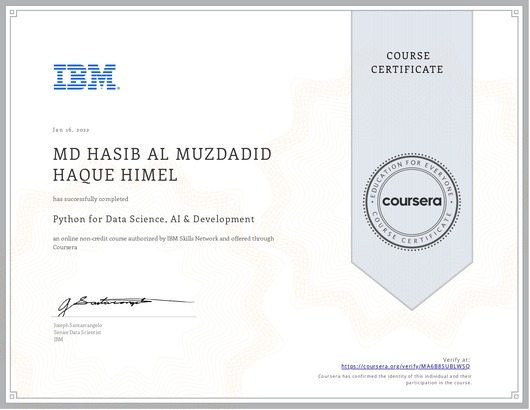 IBM
COURSE
CERTIFICATE
Jan 16, 2022
MD HASIB AL MUZDADID
HAQUE HIMEL
has successfully completed
Python for Data Science, AI & Development
an online non-credit course authorized by IBM Skills Network and offered through
Coursera
EDUCATION FOR EVERYONE
coursera
COURSE CERTIFICATE
Joseph Santarcangelo
Senior Data Scientist
IBM
Verify at:
https://coursera.org/verify/MA6B8SUBLWSQ
Coursera has confirmed the identity of this individual and their
participation in the course.